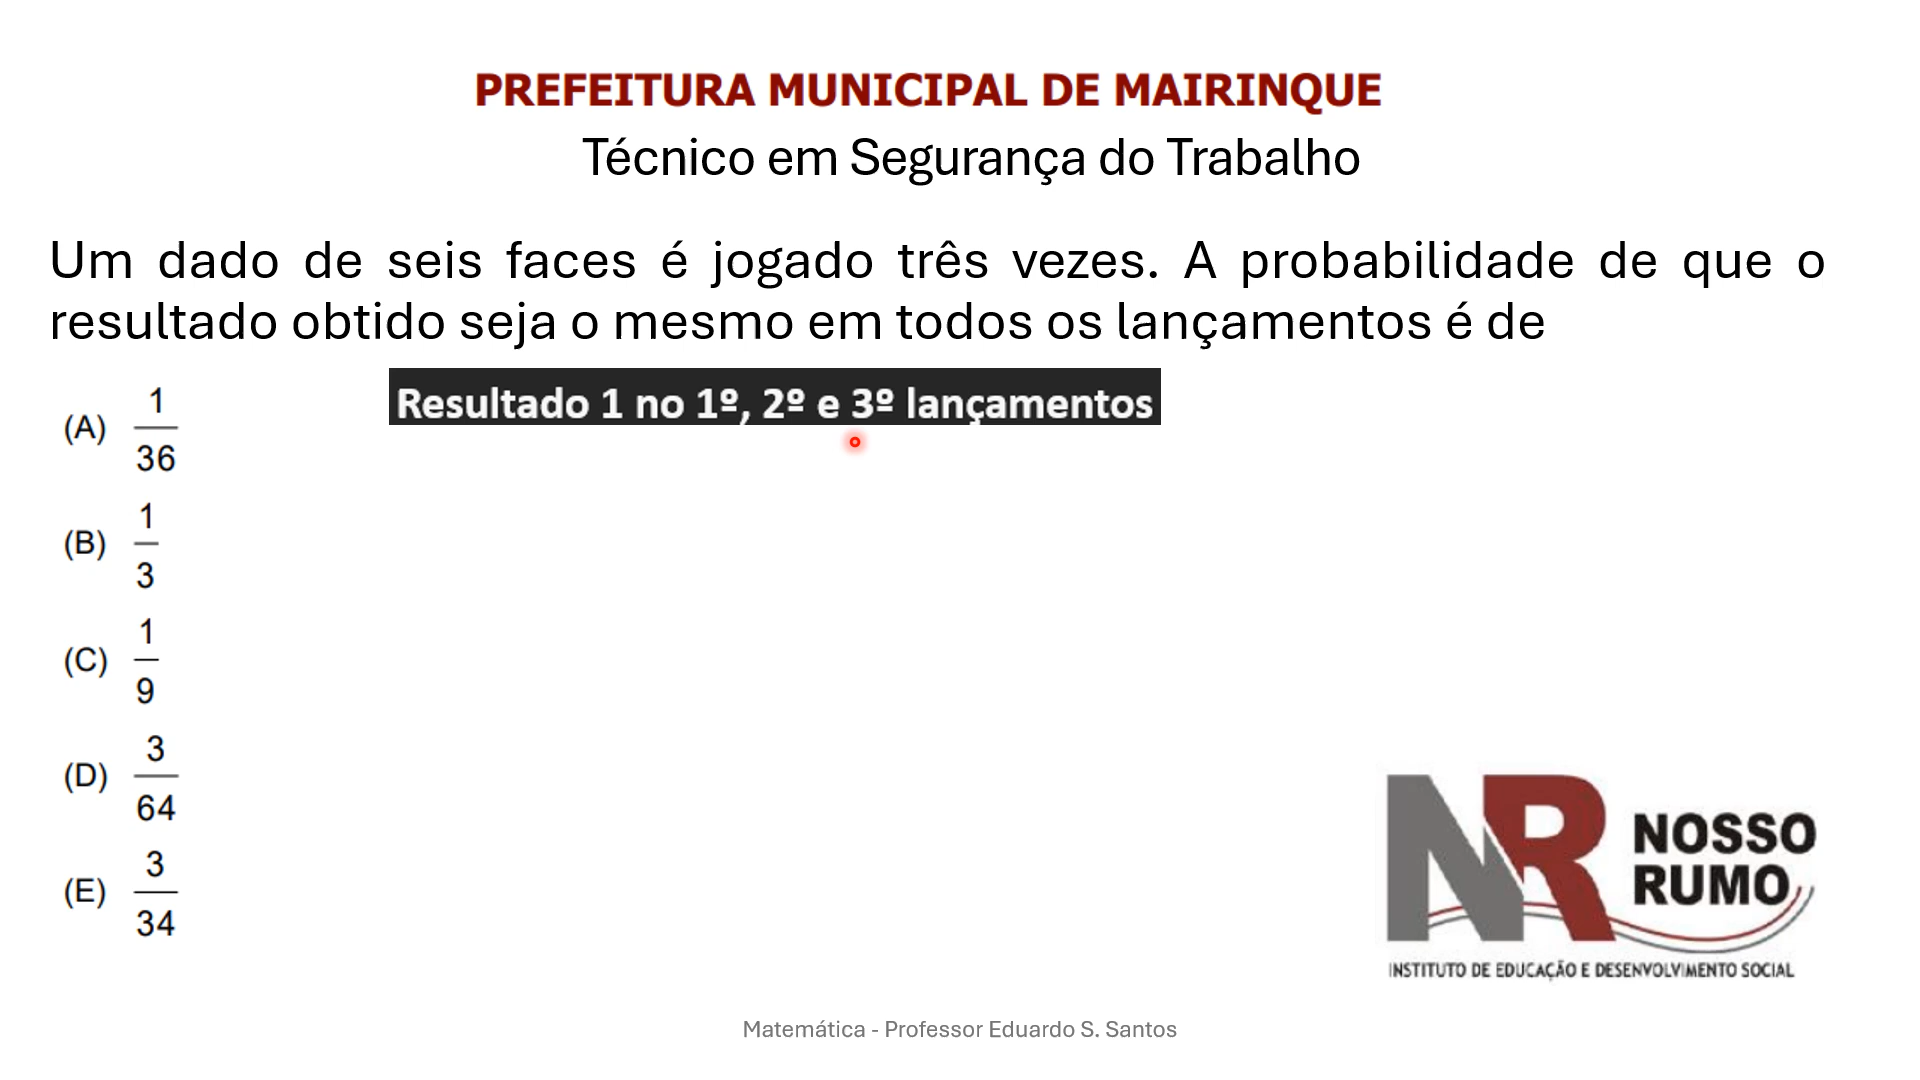 PREFEITURA MUNICIPAL DE MAIRINQUE
Técnico em Segurança do Trabalho
Um dado de seis faces é jogado três vezes. A probabilidade de que o
resultado obtido seja o mesmo em todos os lançamentos é de
Resultado 1 no 1º, 2º e 3º lançamentos
(A) 1/36
(B) 1/3
(C) 1/9
(D) 3/64
(E) 3/34
NR NOSSO
RUMO
INSTITUTO DE EDUCAÇÃO E DESENVOLVIMENTO SOCIAL
Matemática - Professor Eduardo S. Santos